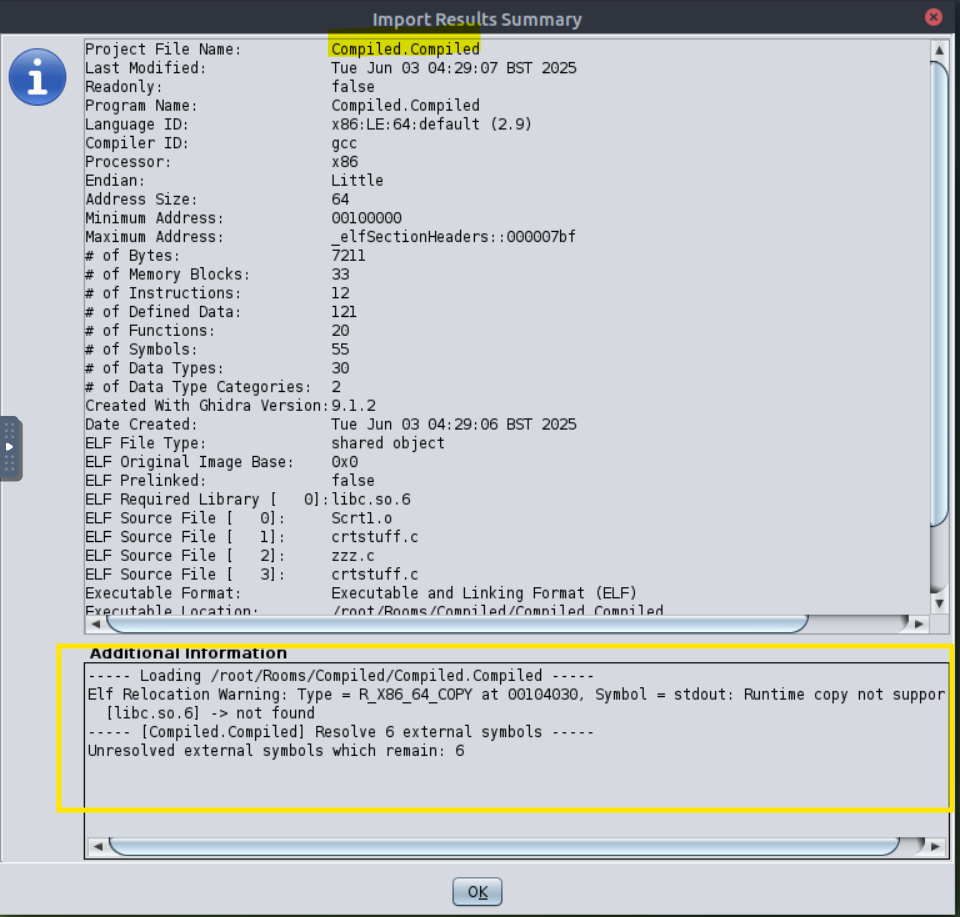 Import Results Summary
Project File Name: Compiled.Compiled
Last Modified: Tue Jun 03 04:29:07 BST 2025
Readonly: false
Program Name: Compiled.Compiled
Language ID: x86:LE:64:default (2.9)
Compiler ID: gcc
Processor: x86
Endian: Little
Address Size: 64
Minimum Address: 00100000
Maximum Address: _elfSectionHeaders::000007bf
# of Bytes: 7211
# of Memory Blocks: 33
# of Instructions: 12
# of Defined Data: 121
# of Functions: 20
# of Symbols: 55
# of Data Types: 30
# of Data Type Categories: 2
Created With Ghidra Version: 9.1.2
Date Created: Tue Jun 03 04:29:06 BST 2025
ELF File Type: shared object
ELF Original Image Base: 0x0
ELF Prelinked: false
ELF Required Library [ 0]: libc.so.6
ELF Source File [ 0]: Scrt1.o
ELF Source File [ 1]: crtstuff.c
ELF Source File [ 2]: zzz.c
ELF Source File [ 3]: crtstuff.c
Executable Format: Executable and Linking Format (ELF)
Executable Location: /root/Rooms/Compiled/Compiled.Compiled
Additional Information
----- Loading /root/Rooms/Compiled/Compiled.Compiled -----
Elf Relocation Warning: Type = R_X86_64_COPY at 00104030, Symbol = stdout: Runtime copy not suppor
[libc.so.6] -> not found
----- [Compiled.Compiled] Resolve 6 external symbols -----
Unresolved external symbols which remain: 6
OK